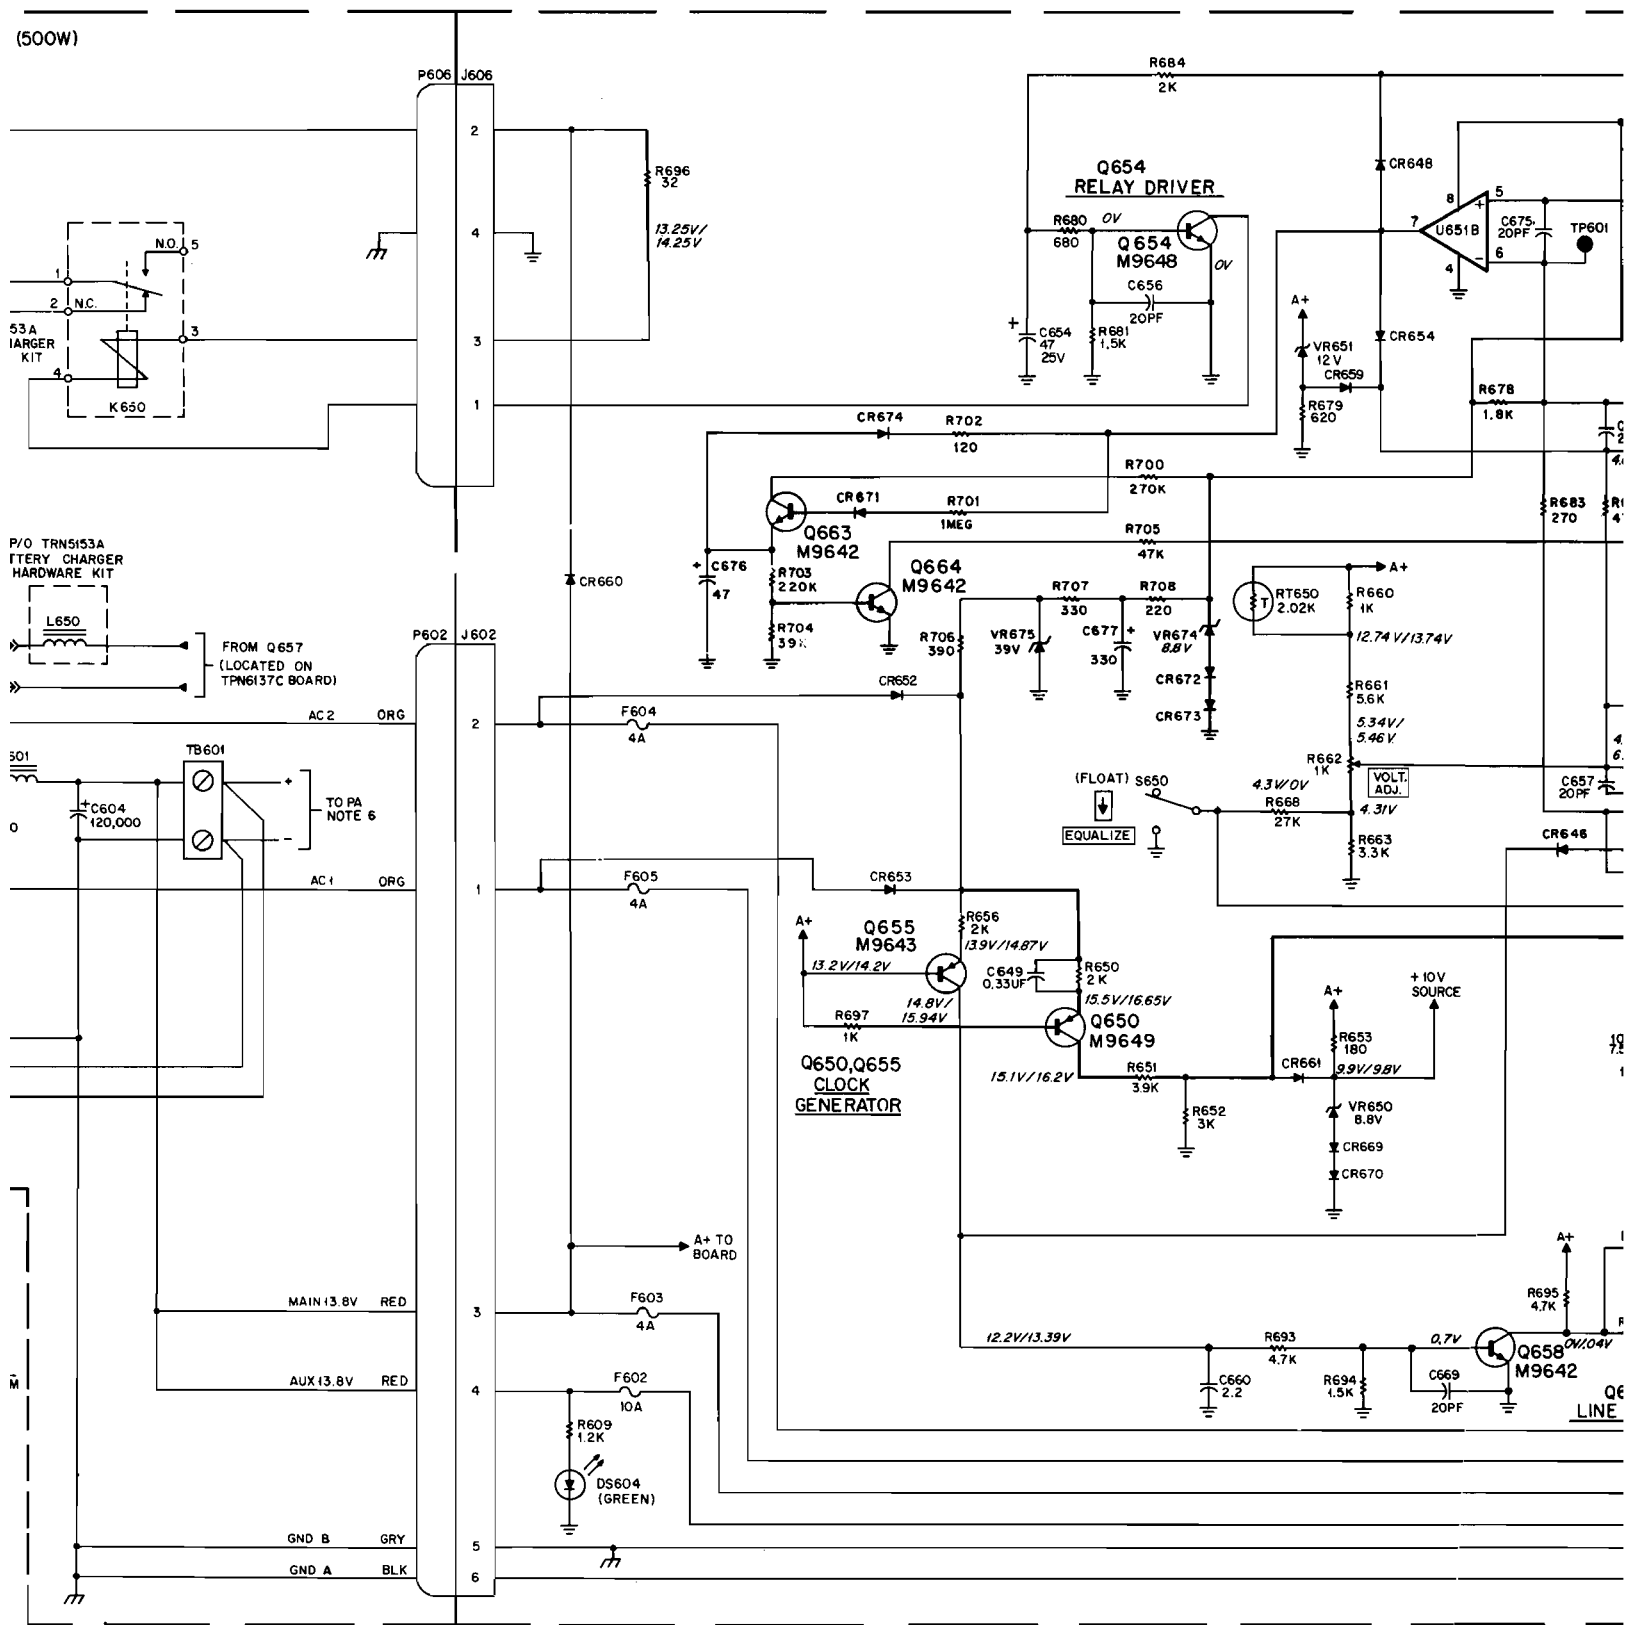 (500W)
P606 J606
2
4
3
1
R696
32
13.25V/
14.25V
N.O. 5
1
2 N.C.
3
4
K650
53A
KIT
R684
2K
Q654
RELAY DRIVER
R680
680
0V
Q654
M9648
0V
C656
20PF
+
C654
47
25V
R681
1.5K
CR648
8
5
+
7
U651B
6
-
4
C675
20PF
TP601
A+
VR651
12V
CR659
R679
620
CR654
R678
1.8K
CR674
R702
120
R700
270K
CR671
R701
1MEG
Q663
M9642
R705
47K
R683
270
+
C676
47
R703
220K
Q664
M9642
R704
39K
R706
390
R707
330
R708
220
VR675
39V
C677
+
330
VR674
8.8V
CR672
CR673
RT650
2.02K
T
A+
R660
1K
12.74V/13.74V
R661
5.6K
5.34V/
5.46V
R662
1K
VOLT.
ADJ.
C657
20PF
4.31V
4.3V/0V
R668
27K
R663
3.3K
(FLOAT) S650
EQUALIZE
CR646
P/O TRN5153A
TTERY CHARGER
HARDWARE KIT
L650
FROM Q657
(LOCATED ON
TPN6137C BOARD)
CR660
P602 J602
CR652
AC2 ORG
2
F604
4A
601
TB601
+
C604
120,000
+
-
TO PA
NOTE 6
AC1 ORG
1
F605
4A
CR653
A+
Q655
M9643
R656
2K
13.9V/14.87V
13.2V/14.2V
C649
0.33UF
R650
2K
14.8V/
15.94V
15.5V/16.65V
R697
1K
Q650
M9649
Q650,Q655
CLOCK
GENERATOR
15.1V/16.2V
R651
3.9K
R652
3K
CR661
A+
+10V
SOURCE
R653
180
9.9V/9.8V
VR650
8.8V
CR669
CR670
A+ TO
BOARD
MAIN 13.8V RED
3
F603
4A
AUX 13.8V RED
4
F602
10A
R609
1.2K
DS604
(GREEN)
GND B GRY
5
GND A BLK
6
12.2V/13.39V
C660
2.2
R693
4.7K
R694
1.5K
0.7V
C669
20PF
A+
R695
4.7K
Q658
M9642
0V/.04V
LINE